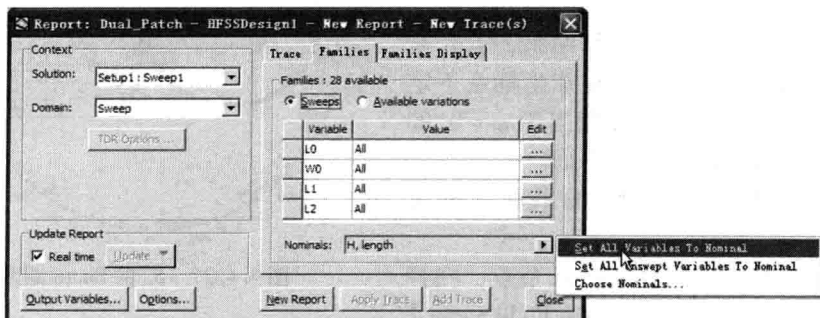 Report: Dual_Patch - HFSSDesign1 - New Report - New Trace(s)
Context
Solution: Setup1 : Sweep1
Domain: Sweep
TDR Options ...
Update Report
Real time Update
Output Variables... Options...
Trace Families Families Display
Families : 28 available
Sweeps Available variations
Variable Value Edit
L0 All ...
W0 All ...
L1 All ...
L2 All ...
Nominals: H, length
New Report Apply Trace Add Trace Close
Set All Variables To Nominal
Set All Unswept Variables To Nominal
Choose Nominals...